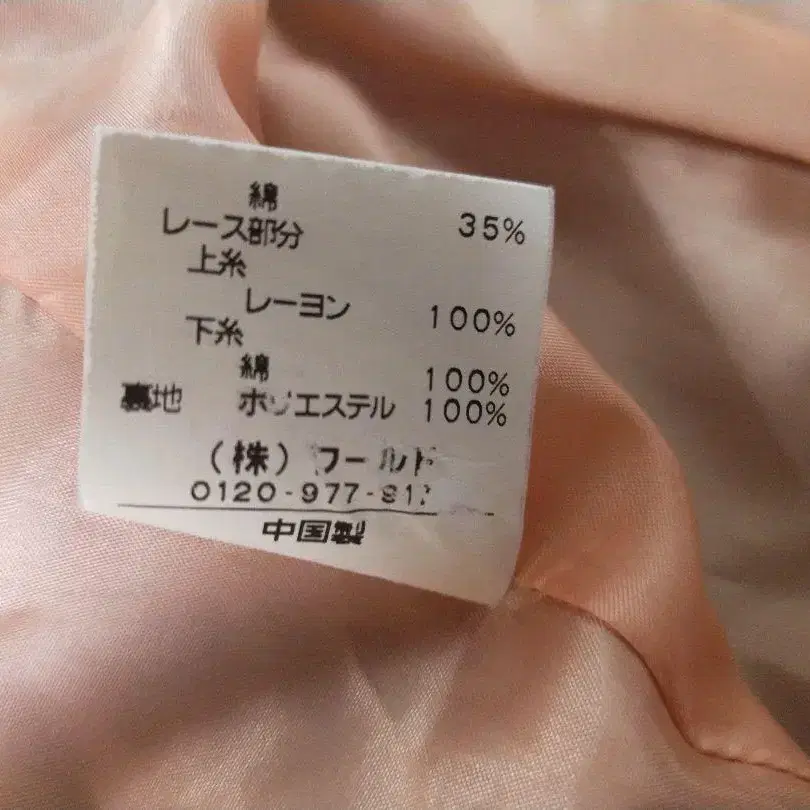 綿 35%
レース部分
上糸
レーヨン 100%
下糸
綿 100%
裏地 ポリエステル 100%
(株)ワールド
0120-977-
中国製